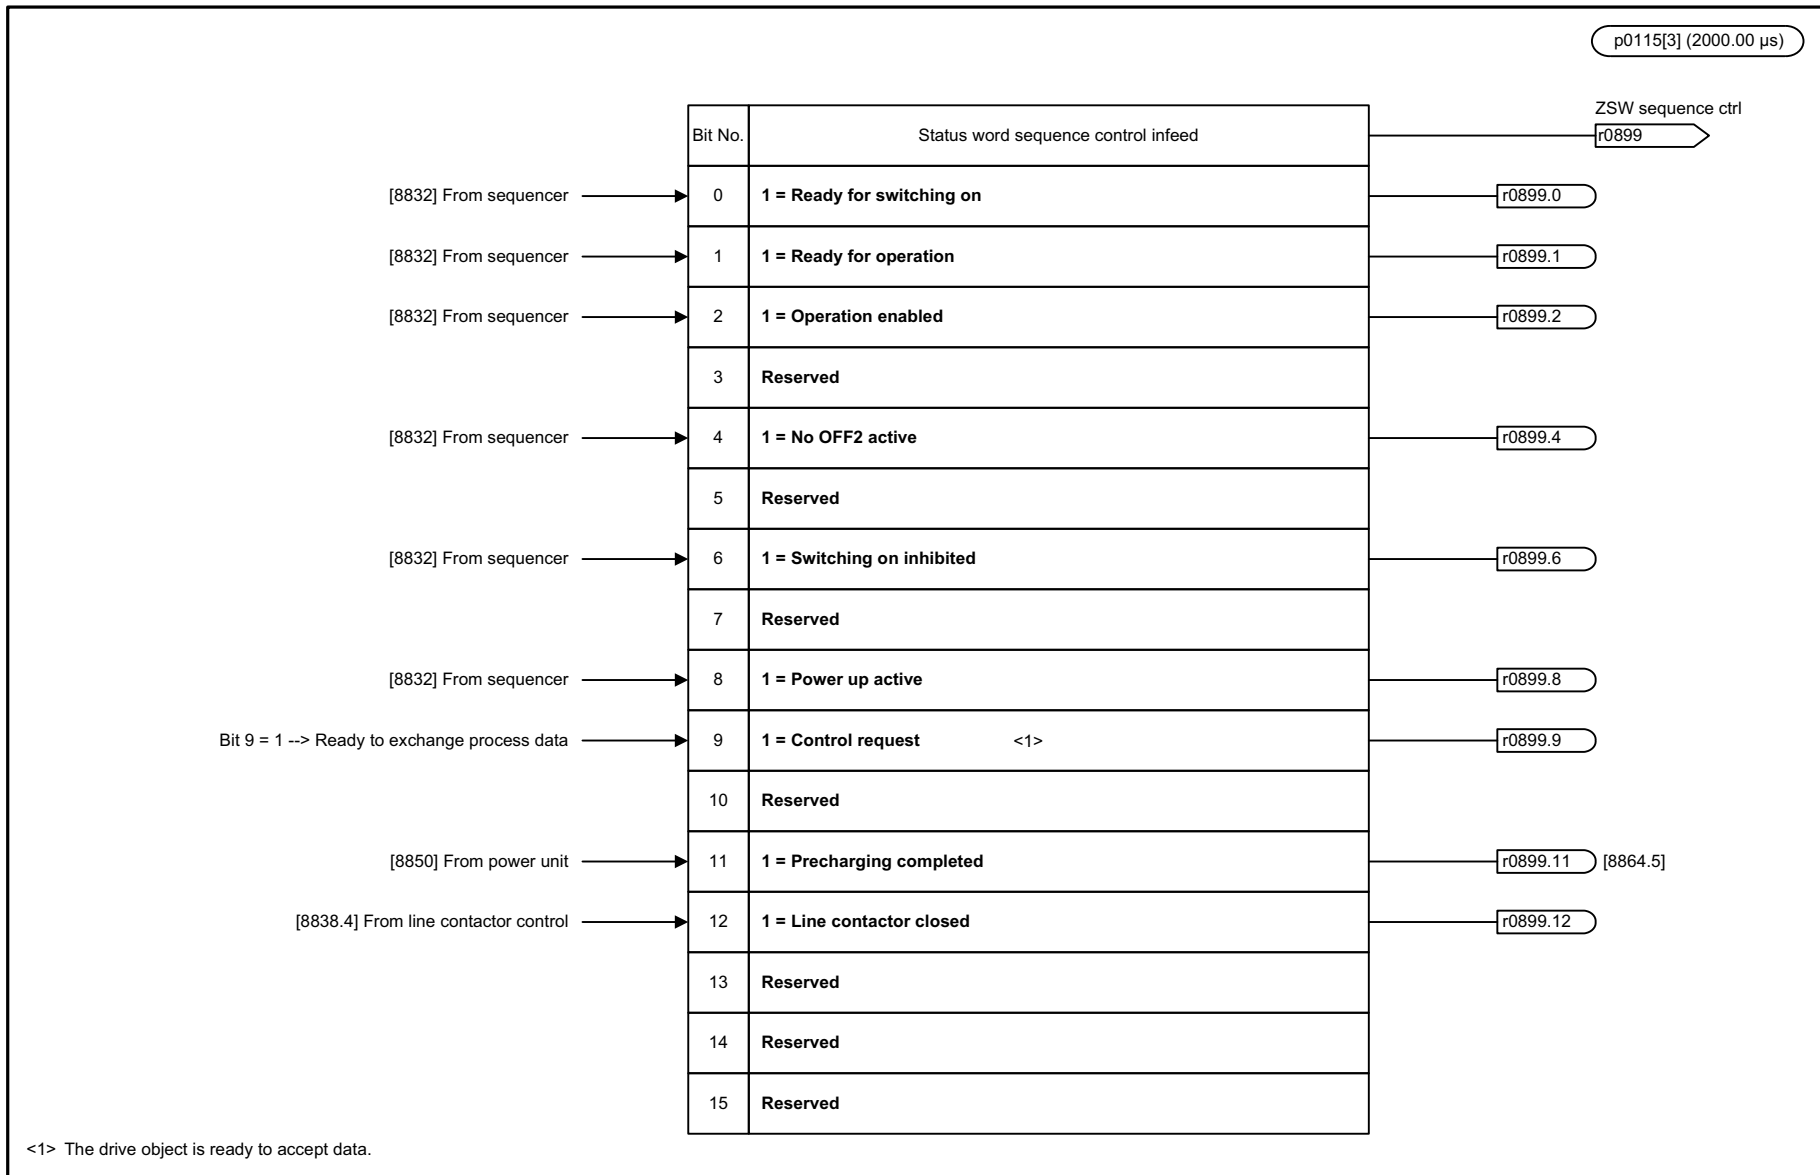 p0115[3] (2000.00 µs)
ZSW sequence ctrl
Bit No. Status word sequence control infeed r0899
[8832] From sequencer 0 1 = Ready for switching on r0899.0
[8832] From sequencer 1 1 = Ready for operation r0899.1
[8832] From sequencer 2 1 = Operation enabled r0899.2
3 Reserved
[8832] From sequencer 4 1 = No OFF2 active r0899.4
5 Reserved
[8832] From sequencer 6 1 = Switching on inhibited r0899.6
7 Reserved
[8832] From sequencer 8 1 = Power up active r0899.8
Bit 9 = 1 --> Ready to exchange process data 9 1 = Control request <1> r0899.9
10 Reserved
[8850] From power unit 11 1 = Precharging completed r0899.11 [8864.5]
[8838.4] From line contactor control 12 1 = Line contactor closed r0899.12
13 Reserved
14 Reserved
15 Reserved
<1> The drive object is ready to accept data.